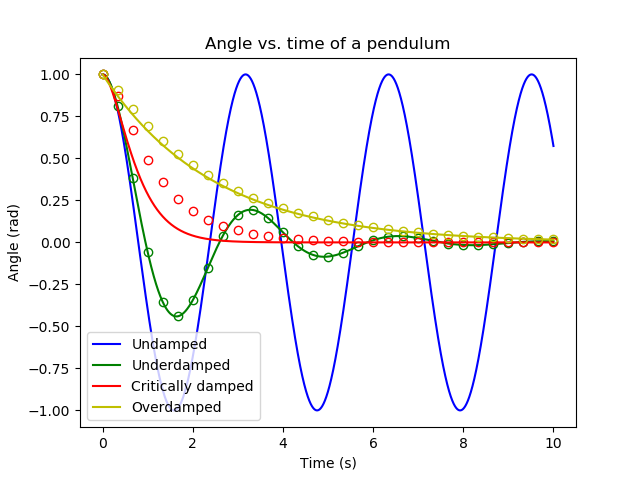 Angle vs. time of a pendulum
1.00
0.75
0.50
0.25
0.00
−0.25
−0.50
−0.75
−1.00
Angle (rad)
Undamped
Underdamped
Critically damped
Overdamped
0 2 4 6 8 10
Time (s)